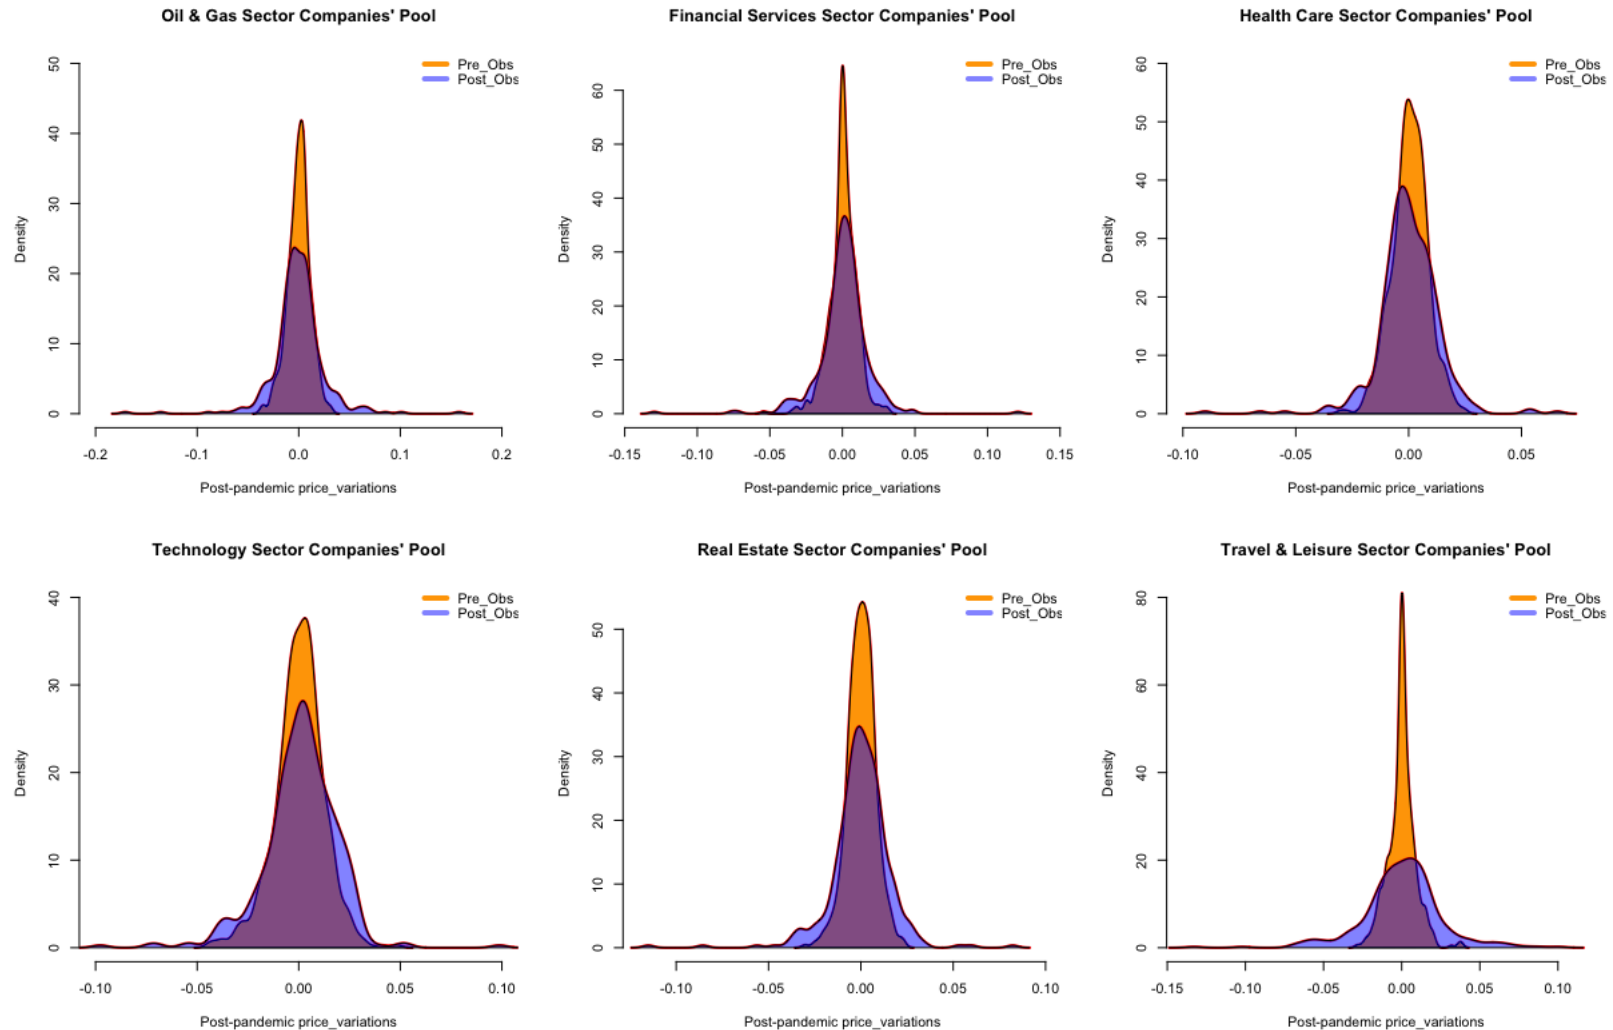 Oil & Gas Sector Companies' Pool
Pre_Obs
Post_Obs
50
40
30
20
10
0
Density
-0.2 -0.1 0.0 0.1 0.2
Post-pandemic price_variations
Financial Services Sector Companies' Pool
Pre_Obs
Post_Obs
60
50
40
30
20
10
0
Density
-0.15 -0.10 -0.05 0.00 0.05 0.10 0.15
Post-pandemic price_variations
Health Care Sector Companies' Pool
Pre_Obs
Post_Obs
60
50
40
30
20
10
0
Density
-0.10 -0.05 0.00 0.05
Post-pandemic price_variations
Technology Sector Companies' Pool
Pre_Obs
Post_Obs
40
30
20
10
0
Density
-0.10 -0.05 0.00 0.05 0.10
Post-pandemic price_variations
Real Estate Sector Companies' Pool
Pre_Obs
Post_Obs
50
40
30
20
10
0
Density
-0.10 -0.05 0.00 0.05 0.10
Post-pandemic price_variations
Travel & Leisure Sector Companies' Pool
Pre_Obs
Post_Obs
80
60
40
20
0
Density
-0.15 -0.10 -0.05 0.00 0.05 0.10
Post-pandemic price_variations